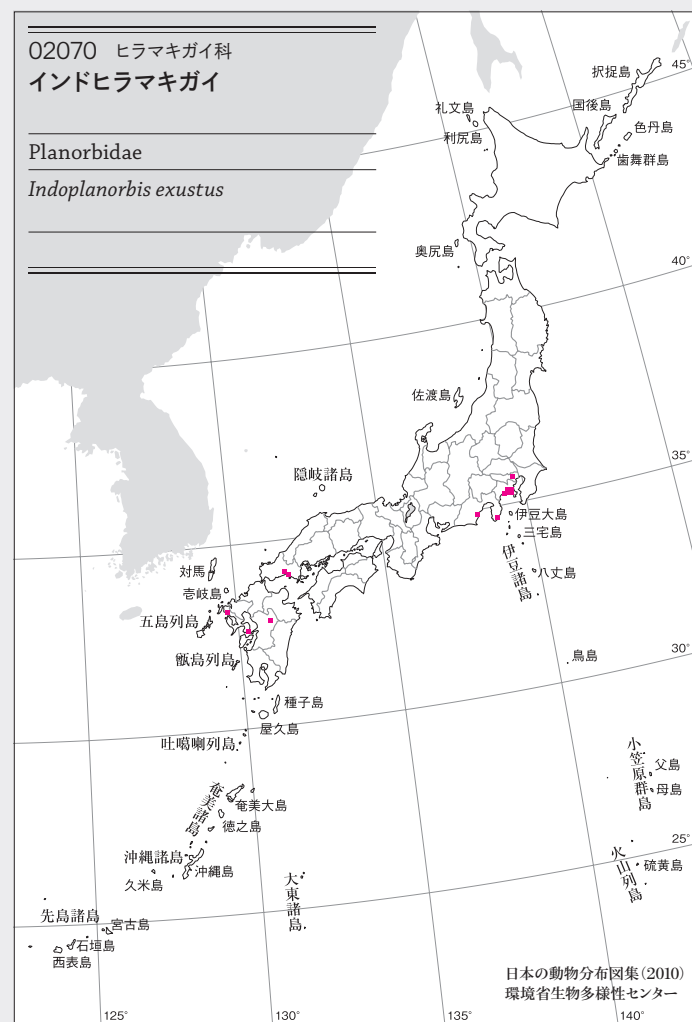 02070 ヒラマキガイ科
インドヒラマキガイ
Planorbidae
Indoplanorbis exustus
択捉島
45°
国後島
礼文島
色丹島
利尻島
歯舞群島
奥尻島
40°
佐渡島
35°
隠岐諸島
伊豆大島
三宅島
伊豆諸島
八丈島
対馬
壱岐島
五島列島
甑島列島
30°
鳥島
種子島
屋久島
吐噶喇列島
小笠原群島
父島
母島
奄美諸島
奄美大島
徳之島
25°
沖縄諸島
沖縄島
久米島
火山列島
硫黄島
大東諸島
先島諸島
宮古島
石垣島
西表島
日本の動物分布図集(2010)
環境省生物多様性センター
125°
130°
135°
140°